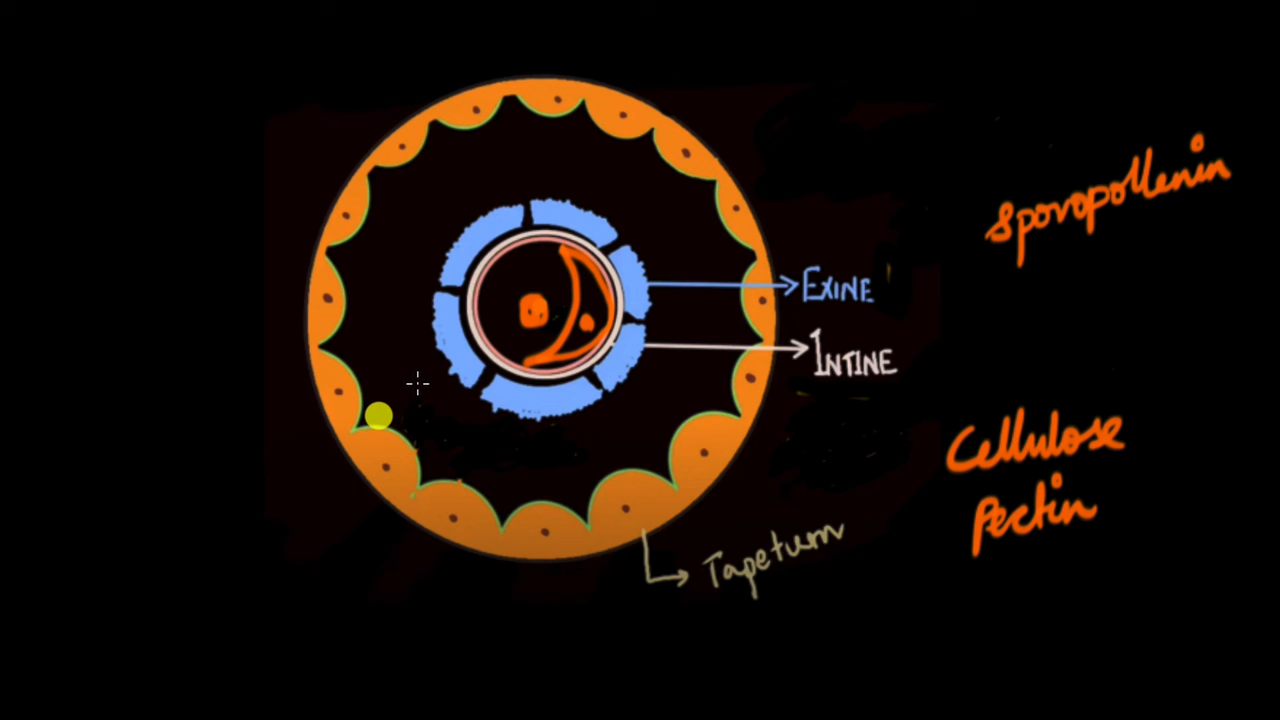 Sporopollenin
EXINE
INTINE
Cellulose
Pectin
Tapetum